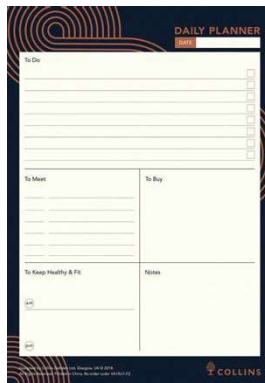 DAILY PLANNER
DATE
To Do
To Meet
To Buy
To Keep Healthy & Fit
Notes
am
pm
COLLINS